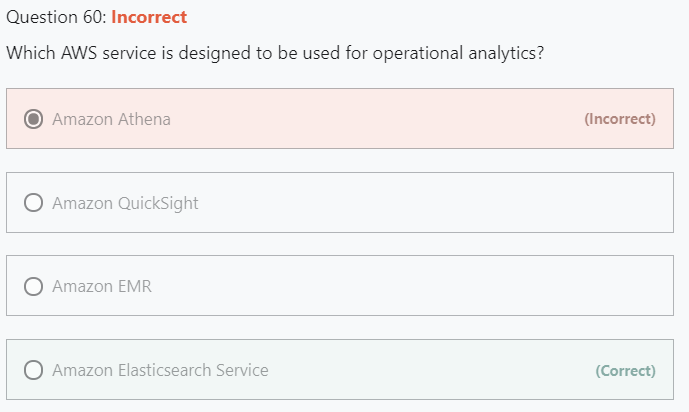 Question 60: Incorrect
Which AWS service is designed to be used for operational analytics?
Amazon Athena (Incorrect)
Amazon QuickSight
Amazon EMR
Amazon Elasticsearch Service (Correct)